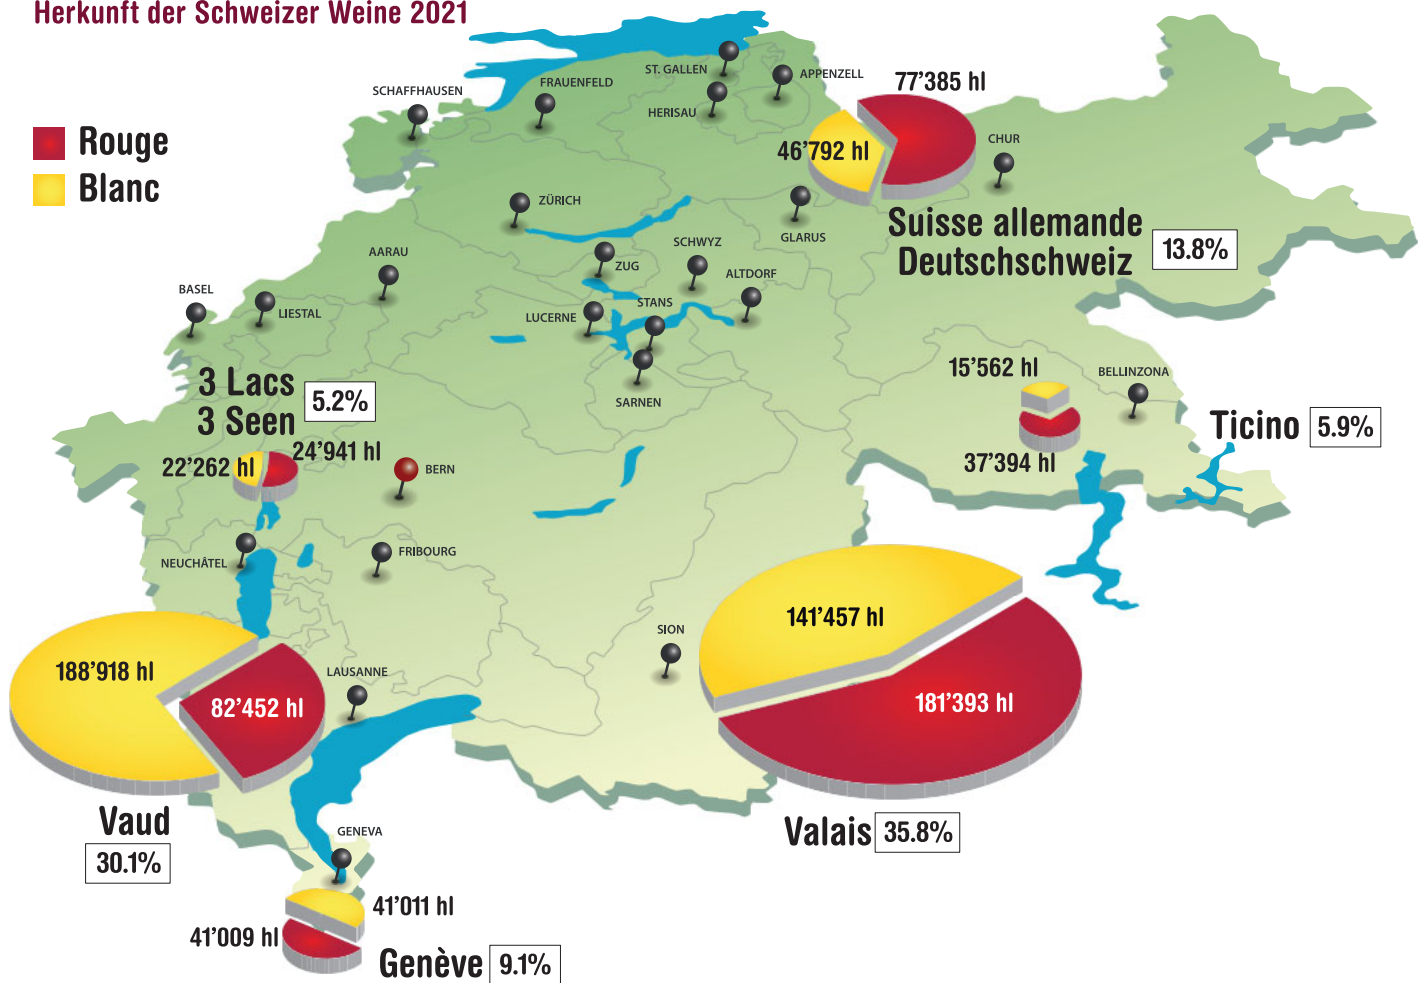 Herkunft der Schweizer Weine 2021
Rouge
Blanc
SCHAFFHAUSEN
FRAUENFELD
ST. GALLEN
APPENZELL
HERISAU
77’385 hl
46’792 hl
CHUR
ZÜRICH
GLARUS
Suisse allemande
Deutschschweiz
13.8%
AARAU
ZUG
SCHWYZ
ALTDORF
BASEL
LIESTAL
LUCERNE
STANS
SARNEN
3 Lacs
3 Seen
5.2%
22’262 hl
24’941 hl
BERN
15’562 hl
37’394 hl
BELLINZONA
Ticino
5.9%
NEUCHÂTEL
FRIBOURG
188’918 hl
82’452 hl
LAUSANNE
SION
141’457 hl
181’393 hl
Vaud
30.1%
Valais
35.8%
GENEVA
41’011 hl
41’009 hl
Genève
9.1%